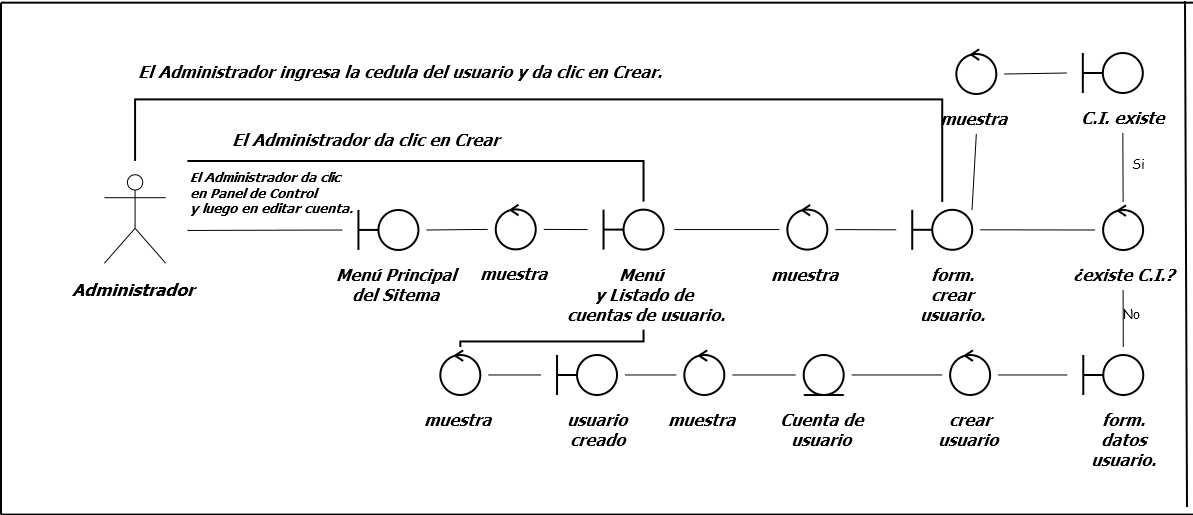 El Administrador ingresa la cedula del usuario y da clic en Crear.
muestra
C.I. existe
El Administrador da clic en Crear
Si
El Administrador da clic
en Panel de Control
y luego en editar cuenta.
Administrador
Menú Principal
del Sitema
muestra
Menú
y Listado de
cuentas de usuario.
muestra
form.
crear
usuario.
¿existe C.I.?
No
muestra
usuario
creado
muestra
Cuenta de
usuario
crear
usuario
form.
datos
usuario.